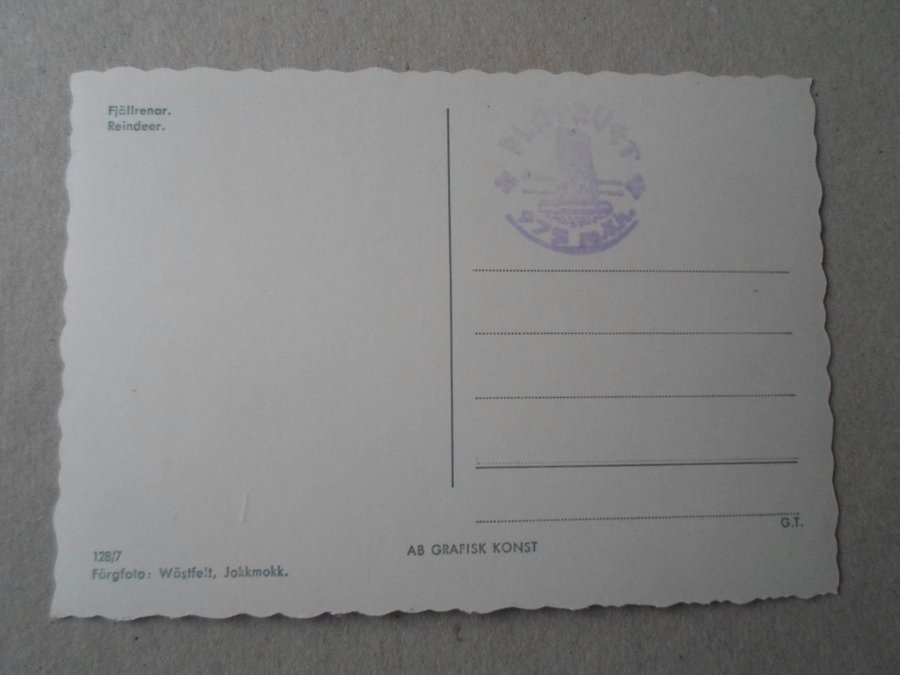 Fjällrenar.
Reindeer.
128/7
Färgfoto: Wästfelt, Jokkmokk.
AB GRAFISK KONST
G.T.